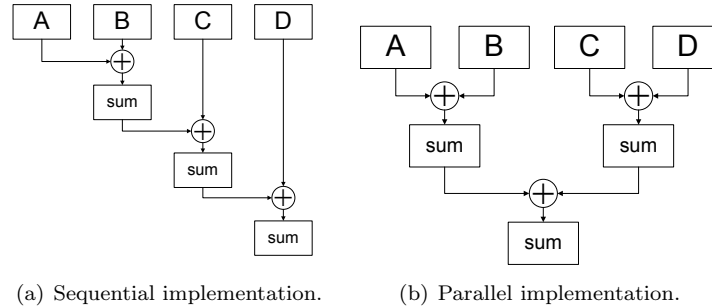 A B C D
sum
sum
sum
(a) Sequential implementation.
A B C D
sum sum
sum
(b) Parallel implementation.